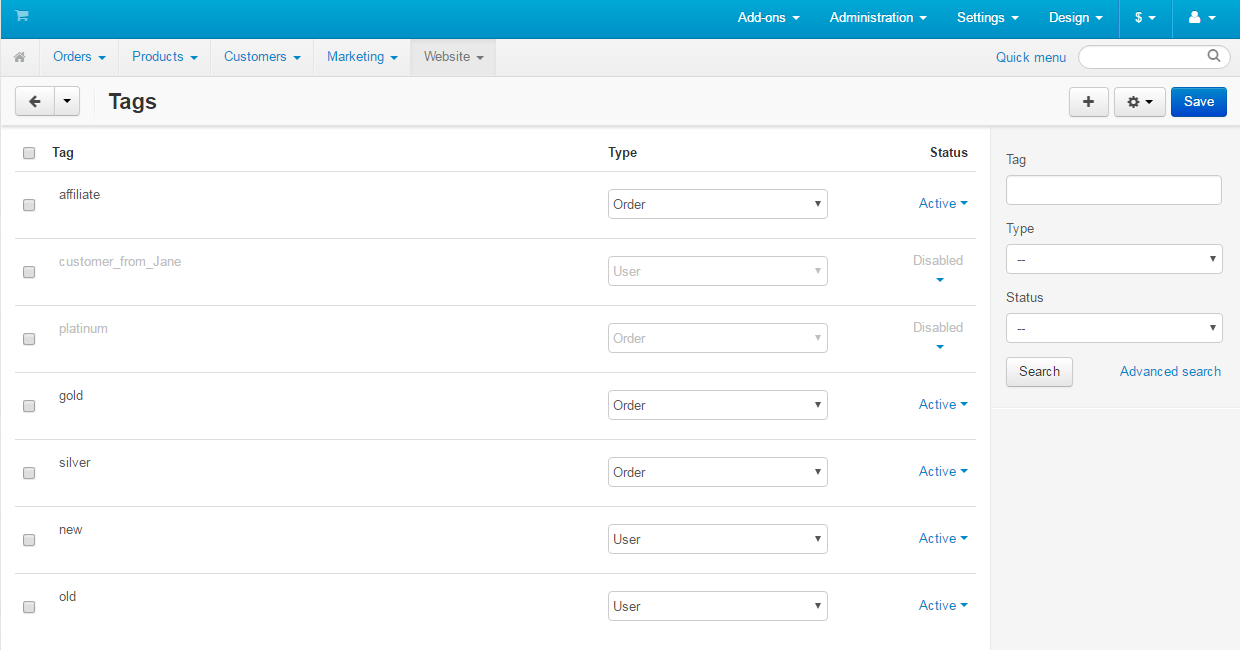 Add-ons Administration Settings Design $
Orders Products Customers Marketing Website Quick menu
Tags Save
Tag Type Status
affiliate Order Active
customer_from_Jane User Disabled
platinum Order Disabled
gold Order Active
silver Order Active
new User Active
old User Active
Tag
Type
--
Status
--
Search Advanced search